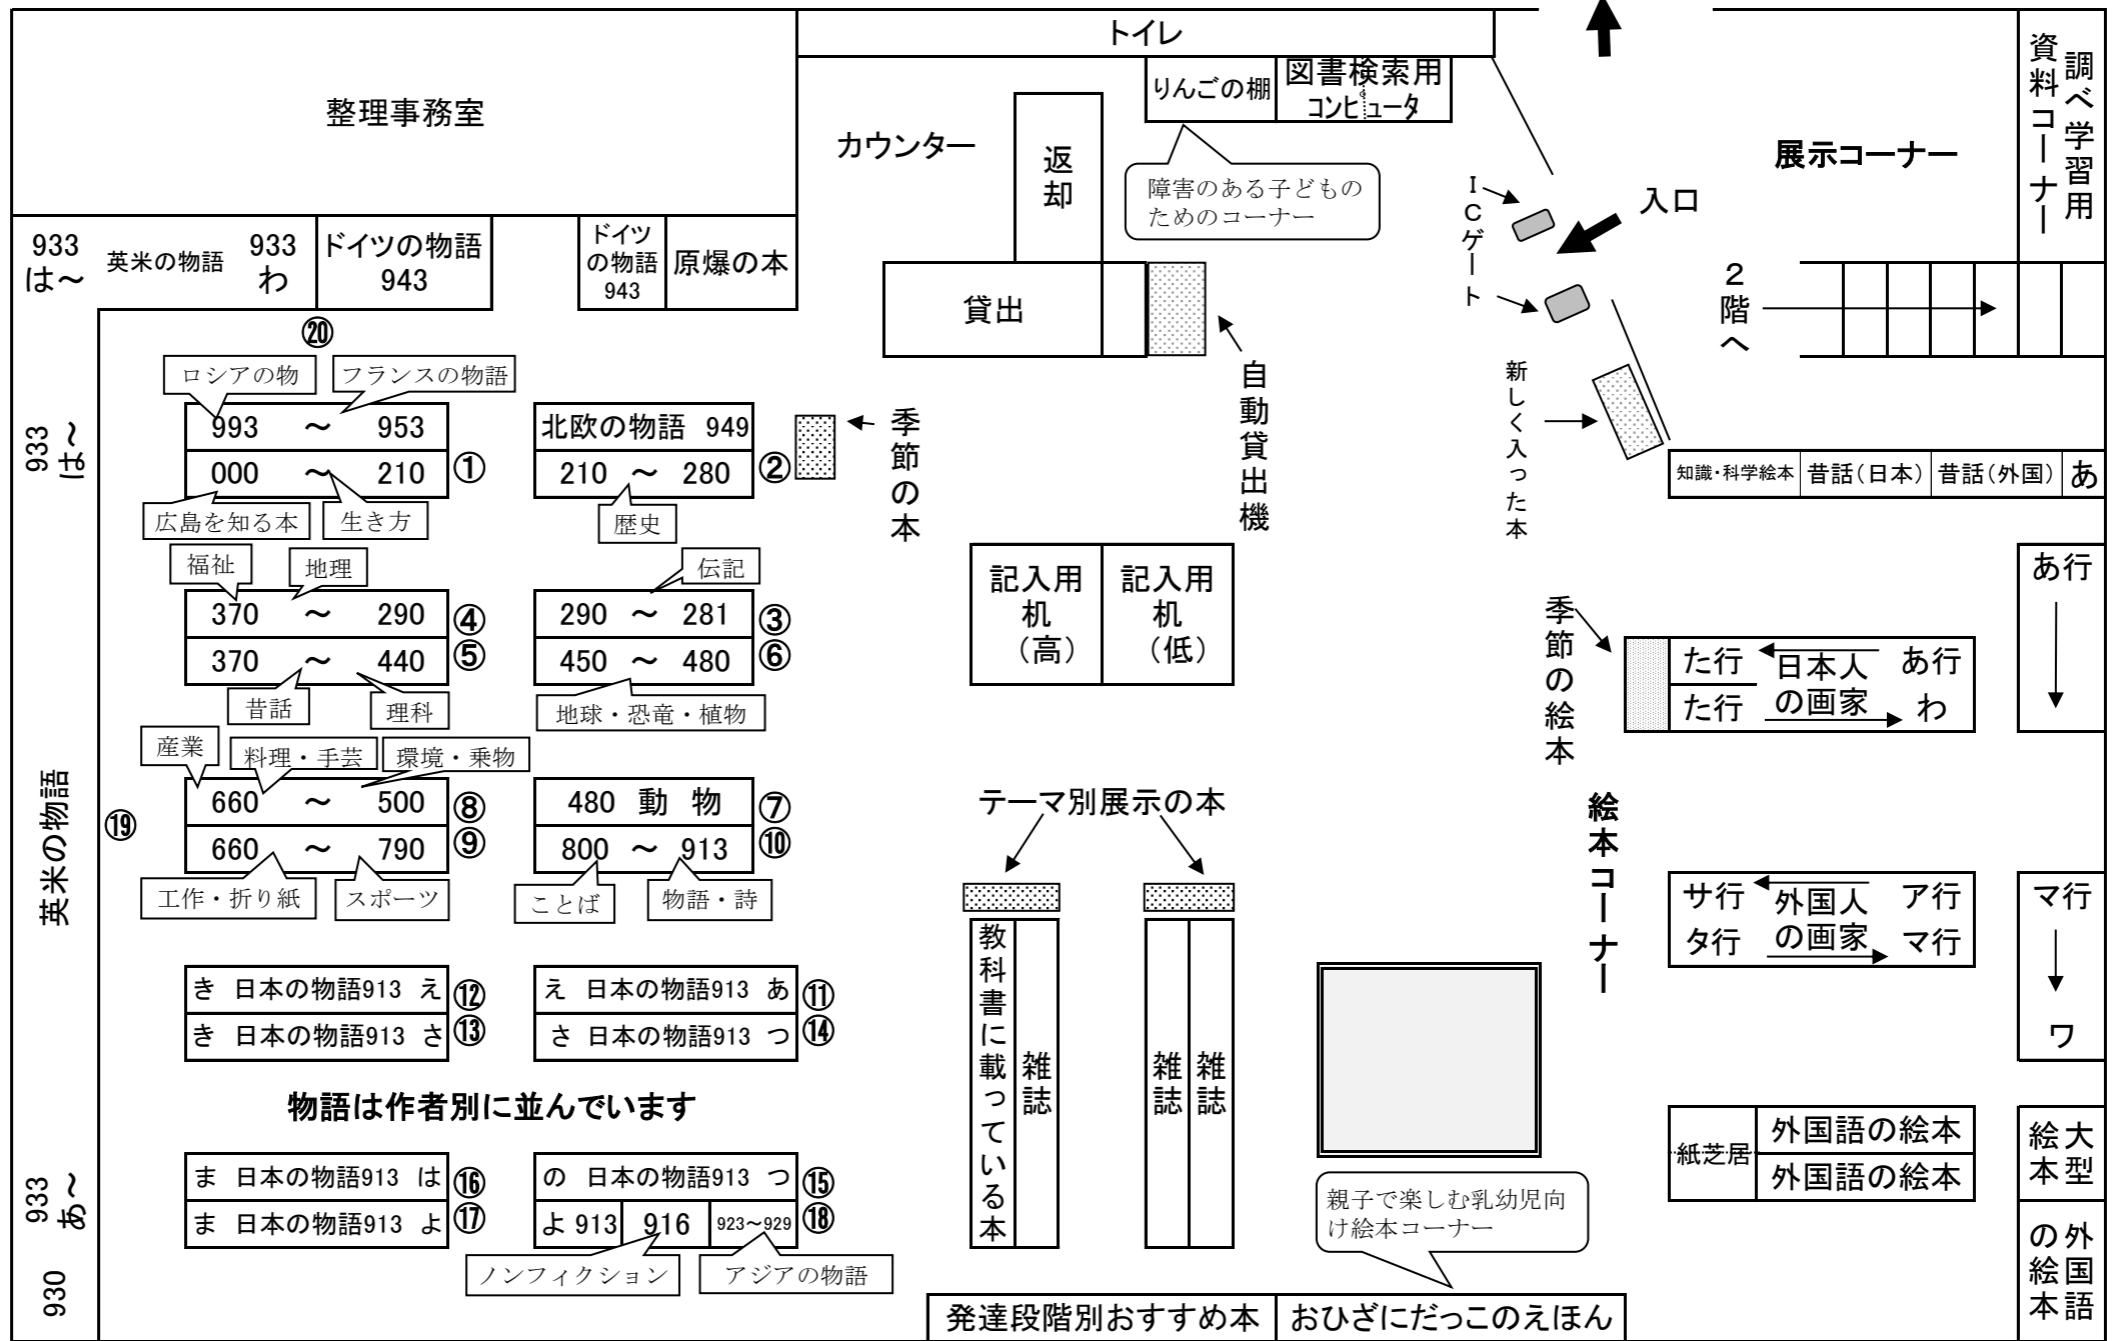 トイレ
整理事務室
カウンター
返却
りんごの棚
図書検索用
コンピュータ
障害のある子どもの
ためのコーナー
ICゲート
入口
展示コーナー
調べ学習用
資料コーナー
933
は～
英米の物語
933
わ
ドイツの物語
943
ドイツ
の物語
943
原爆の本
貸出
自動貸出機
2階へ
新しく入った本
知識・科学絵本
昔話(日本)
昔話(外国)
あ
⑳
ロシアの物
フランスの物語
993 ～ 953
000 ～ 210
①
広島を知る本
生き方
北欧の物語 949
210 ～ 280
②
歴史
季節の本
933
は～
福祉
地理
370 ～ 290
④
370 ～ 440
⑤
昔話
理科
伝記
290 ～ 281
③
450 ～ 480
⑥
地球・恐竜・植物
記入用
机
(高)
記入用
机
(低)
季節の絵本
た行
日本人
の画家
あ行
た行
わ
あ行
産業
料理・手芸
環境・乗物
660 ～ 500
⑧
660 ～ 790
⑨
工作・折り紙
スポーツ
480 動 物
⑦
800 ～ 913
⑩
ことば
物語・詩
英米の物語
⑲
テーマ別展示の本
絵本コーナー
サ行
外国人
の画家
ア行
タ行
マ行
マ行
ワ
き 日本の物語913 え
⑫
き 日本の物語913 さ
⑬
え 日本の物語913 あ
⑪
さ 日本の物語913 つ
⑭
教科書に載っている本
雑誌
雑誌
雑誌
物語は作者別に並んでいます
ま 日本の物語913 は
⑯
ま 日本の物語913 よ
⑰
の 日本の物語913 つ
⑮
よ 913
916
923～929
⑱
ノンフィクション
アジアの物語
933
あ～
930
紙芝居
外国語の絵本
外国語の絵本
大型
絵本
外国語
の絵本
親子で楽しむ乳幼児向
け絵本コーナー
発達段階別おすすめ本
おひざにだっこのえほん